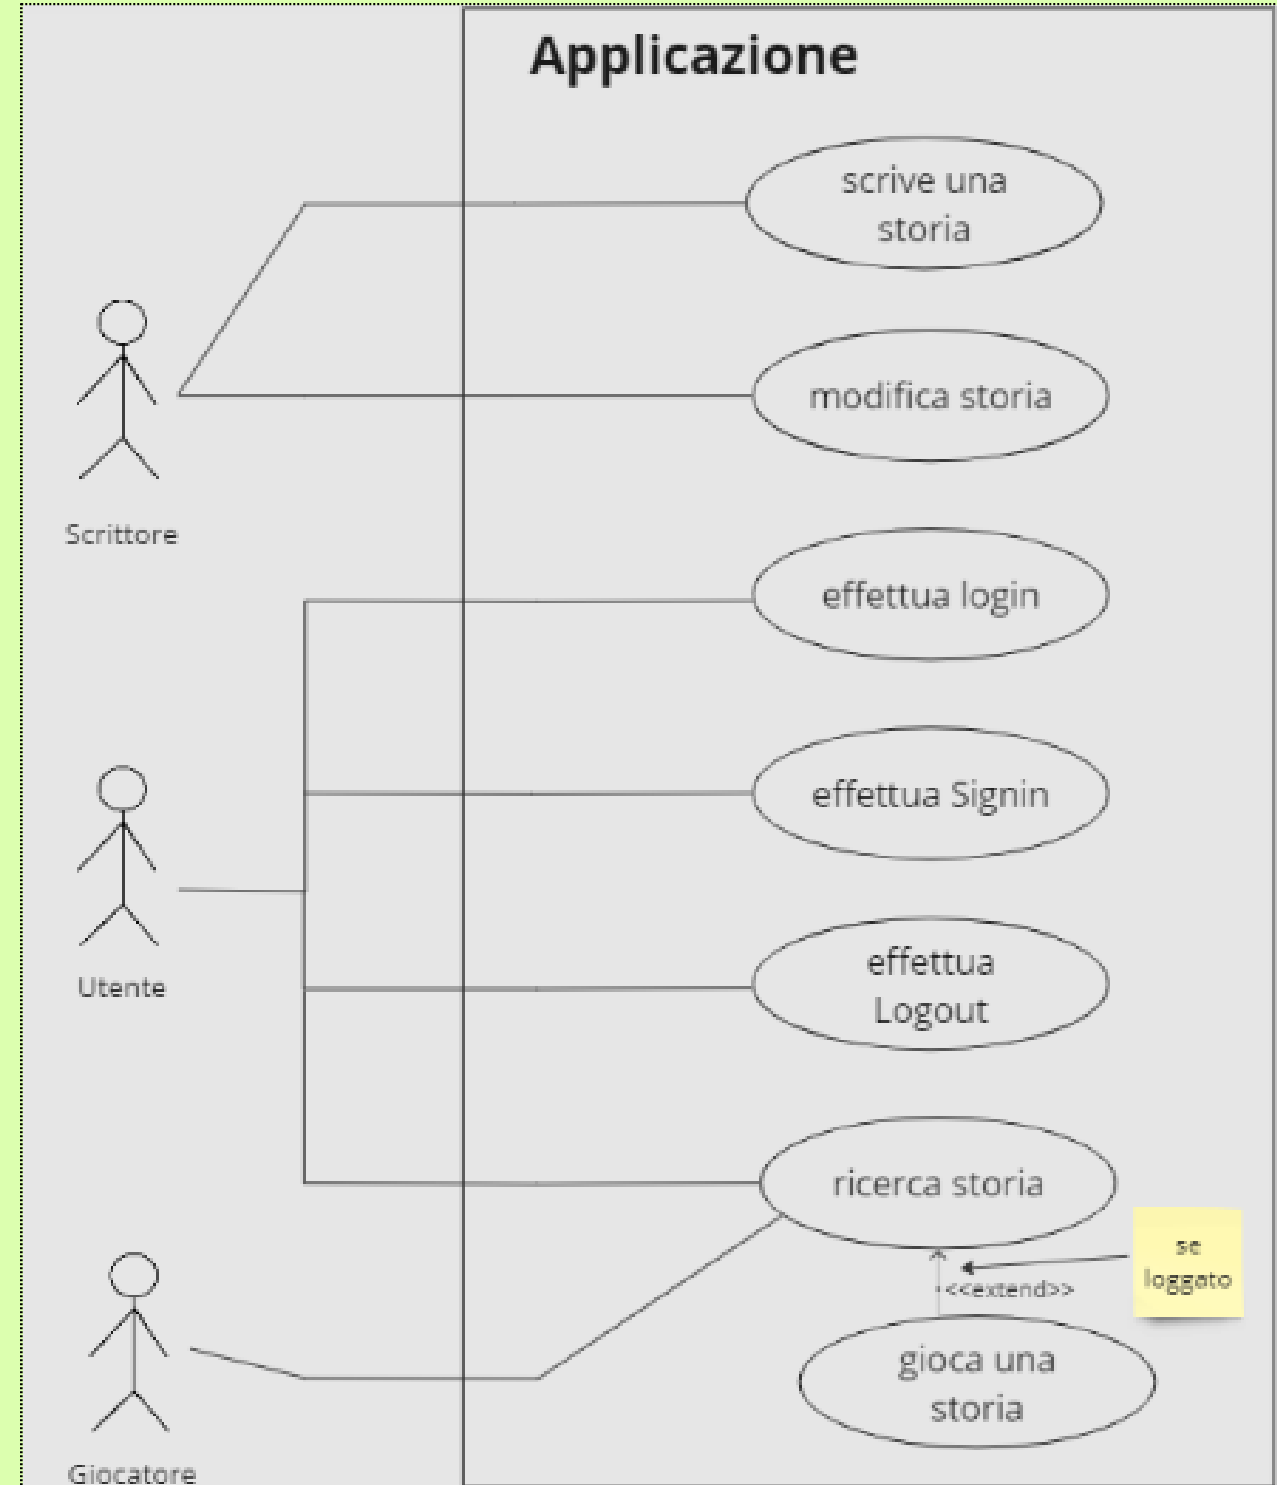 Applicazione
scrive una
storia
modifica storia
Scrittore
effettua login
effettua Signin
Utente
effettua
Logout
ricerca storia
se
loggato
<<extend>>
gioca una
storia
Giocatore